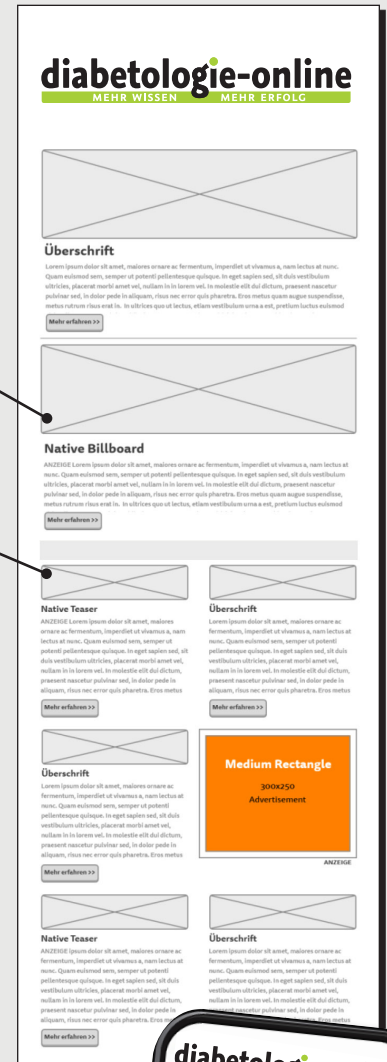 diabetologie-online
MEHR WISSEN MEHR ERFOLG
Überschrift
Lorem ipsum dolor sit amet, maiores ornare ac fermentum, imperdiet ut vivamus a, nam lectus at nunc.
Quam euismod sem, semper ut potenti pellentesque quisque. In eget sapien sed, sit duis vestibulum
ultricies, placerat morbi amet vel, nullam in in lorem vel. In molestie elit dui dictum, praesent nascetur
pulvinar sed, in dolor pede in aliquam, risus nec error quis pharetra. Eros metus quam augue suspendisse,
metus rutrum risus erat in. In ultrices quo ut lectus, etiam vestibulum urna a est, pretium luctus euismod
Mehr erfahren >>
Native Billboard
ANZEIGE Lorem ipsum dolor sit amet, maiores ornare ac fermentum, imperdiet ut vivamus a, nam lectus at
nunc. Quam euismod sem, semper ut potenti pellentesque quisque. In eget sapien sed, sit duis vestibulum
ultricies, placerat morbi amet vel, nullam in in lorem vel. In molestie elit dui dictum, praesent nascetur
pulvinar sed, in dolor pede in aliquam, risus nec error quis pharetra. Eros metus quam augue suspendisse,
metus rutrum risus erat in. In ultrices quo ut lectus, etiam vestibulum urna a est, pretium luctus euismod
Mehr erfahren >>
Native Teaser
ANZEIGE Lorem ipsum dolor sit amet, maiores
ornare ac fermentum, imperdiet ut vivamus a, nam
lectus at nunc. Quam euismod sem, semper ut
potenti pellentesque quisque. In eget sapien sed, sit
duis vestibulum ultricies, placerat morbi amet vel,
nullam in in lorem vel. In molestie elit dui dictum,
praesent nascetur pulvinar sed, in dolor pede in
aliquam, risus nec error quis pharetra. Eros metus
Mehr erfahren >>
Überschrift
Lorem ipsum dolor sit amet, maiores ornare ac
fermentum, imperdiet ut vivamus a, nam lectus at
nunc. Quam euismod sem, semper ut potenti
pellentesque quisque. In eget sapien sed, sit duis
vestibulum ultricies, placerat morbi amet vel,
nullam in in lorem vel. In molestie elit dui dictum,
praesent nascetur pulvinar sed, in dolor pede in
aliquam, risus nec error quis pharetra. Eros metus
Mehr erfahren >>
Überschrift
Lorem ipsum dolor sit amet, maiores ornare ac
fermentum, imperdiet ut vivamus a, nam lectus at
nunc. Quam euismod sem, semper ut potenti
pellentesque quisque. In eget sapien sed, sit duis
vestibulum ultricies, placerat morbi amet vel,
nullam in in lorem vel. In molestie elit dui dictum,
praesent nascetur pulvinar sed, in dolor pede in
aliquam, risus nec error quis pharetra. Eros metus
Mehr erfahren >>
Medium Rectangle
300x250
Advertisement
ANZEIGE
Native Teaser
ANZEIGE Lorem ipsum dolor sit amet, maiores
ornare ac fermentum, imperdiet ut vivamus a, nam
lectus at nunc. Quam euismod sem, semper ut
potenti pellentesque quisque. In eget sapien sed, sit
duis vestibulum ultricies, placerat morbi amet vel,
nullam in in lorem vel. In molestie elit dui dictum,
praesent nascetur pulvinar sed, in dolor pede in
aliquam, risus nec error quis pharetra. Eros
Mehr erfahren >>
Überschrift
Lorem ipsum dolor sit amet, maiores ornare ac
fermentum, imperdiet ut vivamus a, nam lectus at
nunc. Quam euismod sem, semper ut potenti
pellentesque quisque. In eget sapien sed, sit duis
vestibulum ultricies, placerat morbi amet vel,
nullam in in lorem vel. In molestie elit dui dictum,